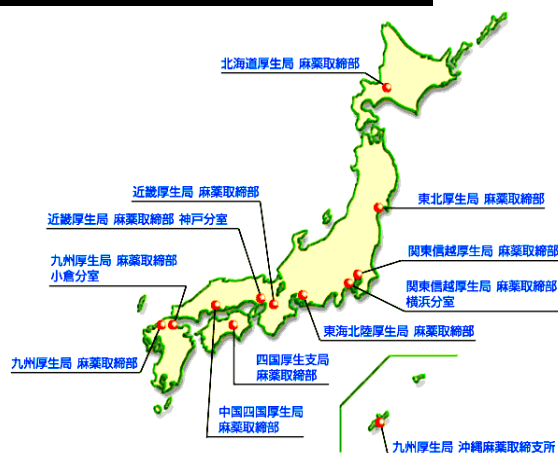 北海道厚生局 麻薬取締部
近畿厚生局 麻薬取締部
東北厚生局 麻薬取締部
近畿厚生局 麻薬取締部 神戸分室
関東信越厚生局 麻薬取締部
九州厚生局 麻薬取締部
小倉分室
関東信越厚生局 麻薬取締部
横浜分室
東海北陸厚生局 麻薬取締部
九州厚生局 麻薬取締部
四国厚生支局
麻薬取締部
中国四国厚生局
麻薬取締部
九州厚生局 沖縄麻薬取締支所